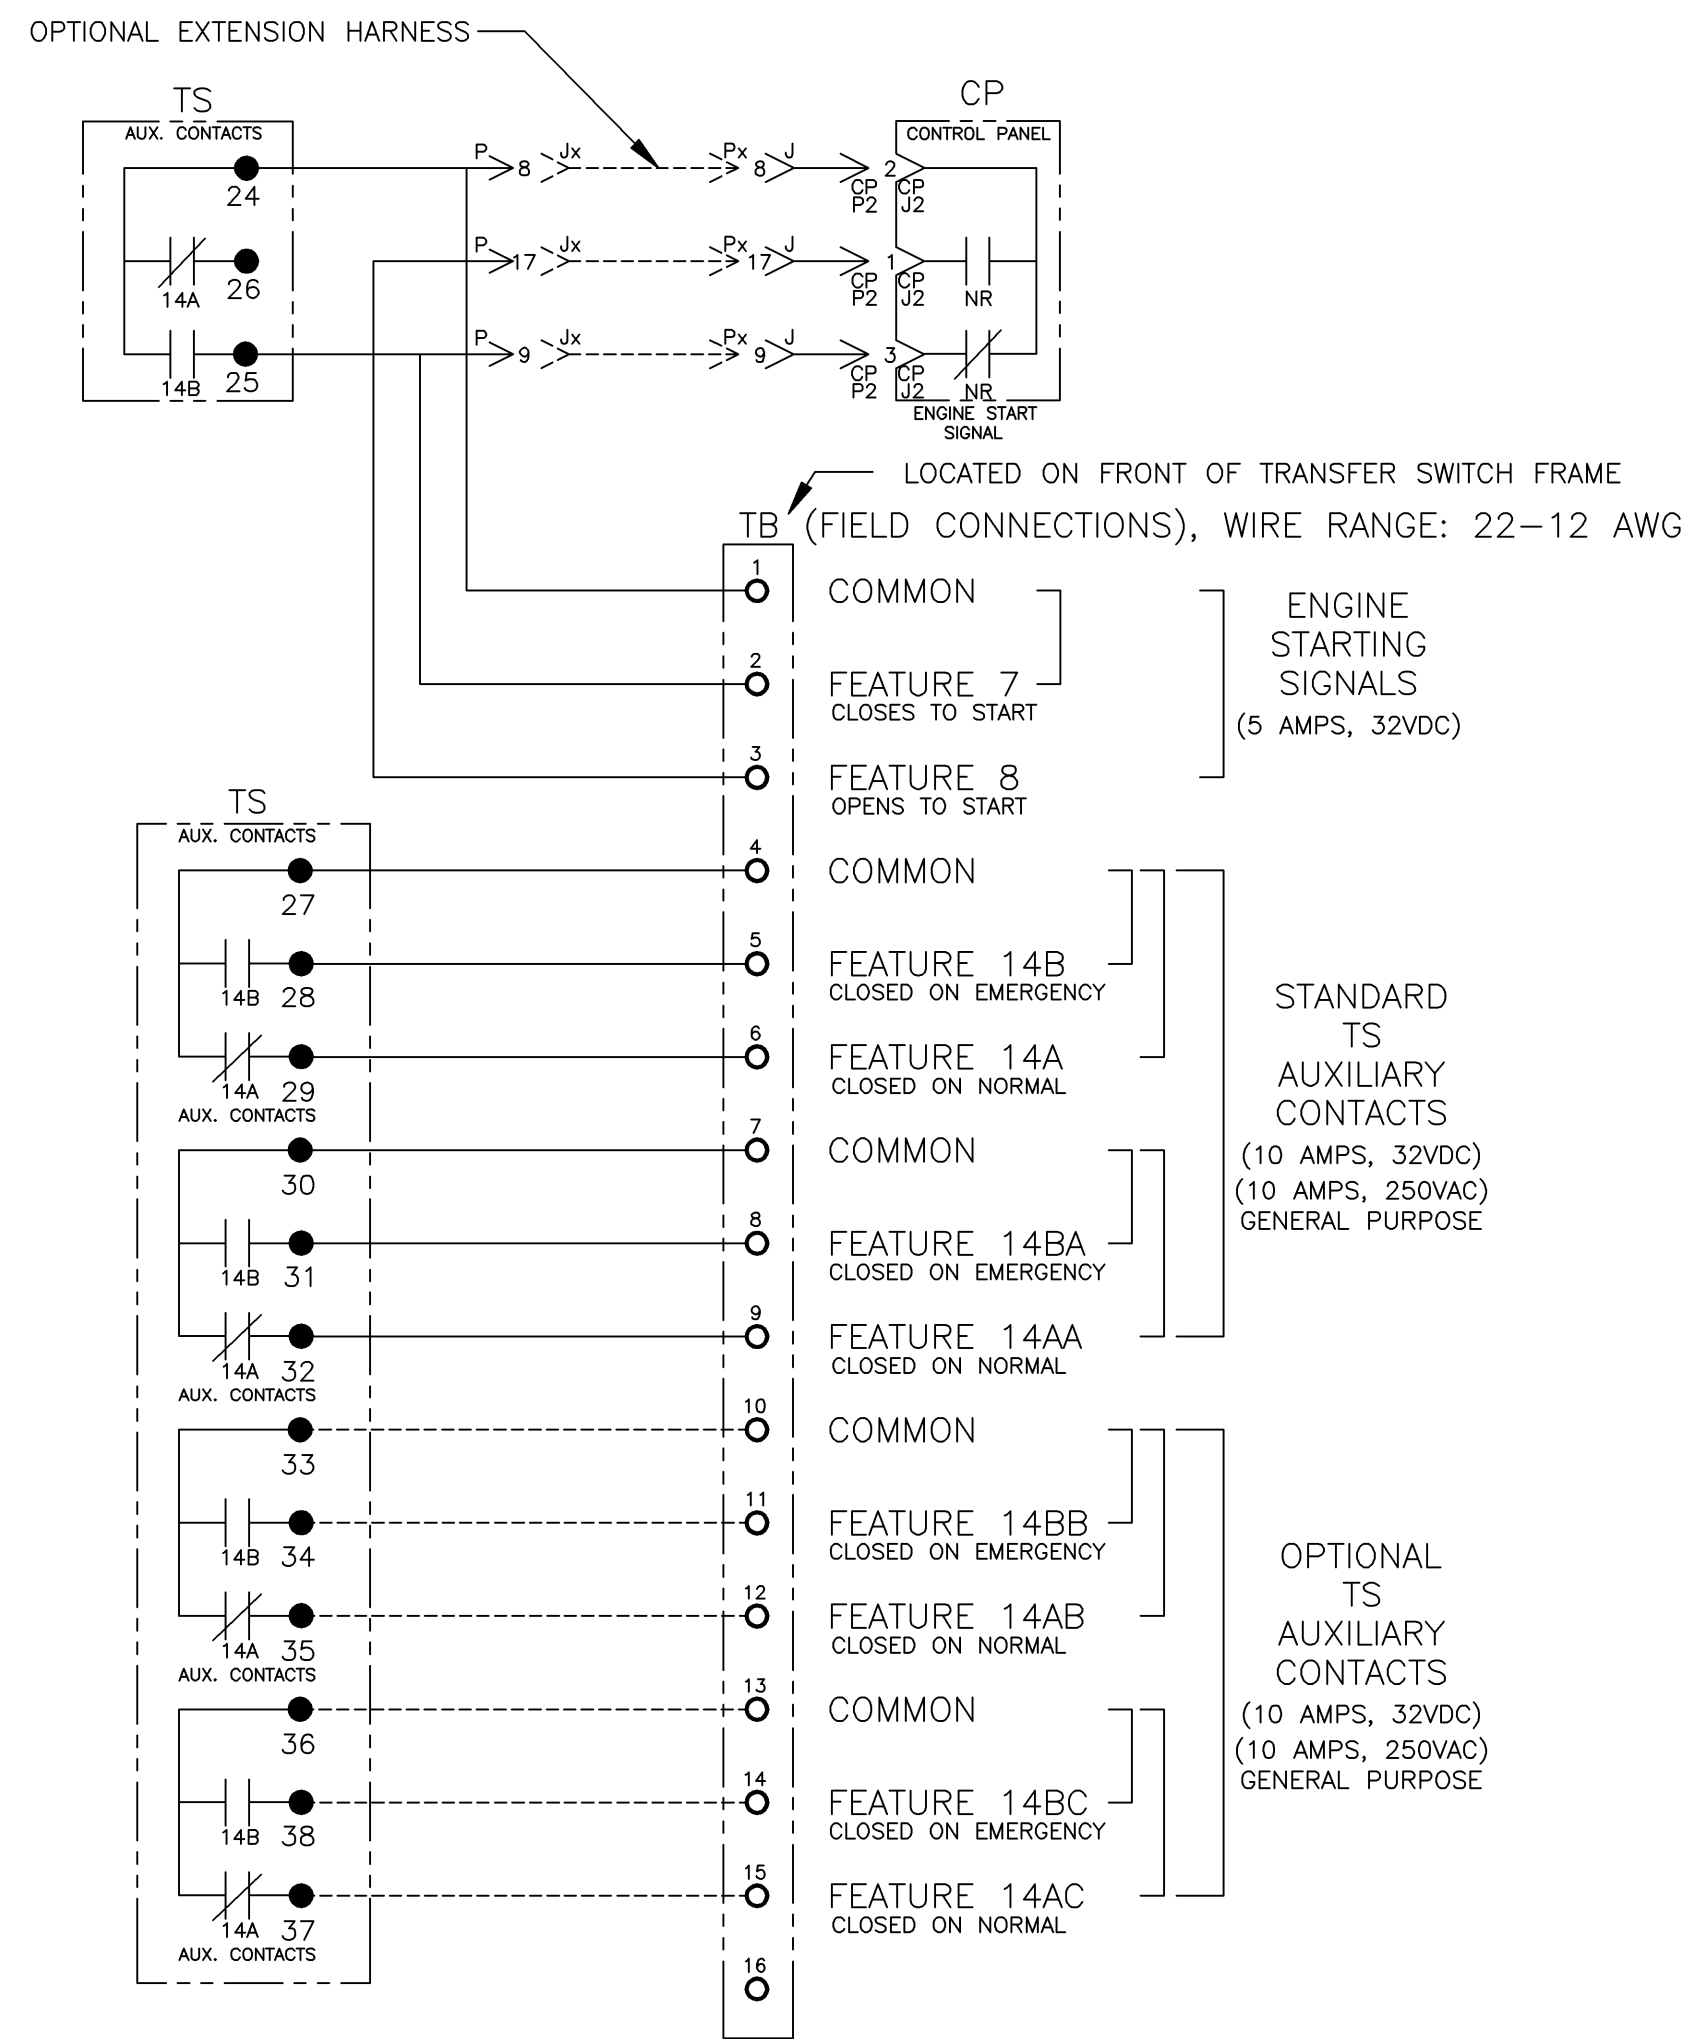 OPTIONAL EXTENSION HARNESS
TS
AUX. CONTACTS
CP
CONTROL PANEL
24
P 8 Jx Px 8 J 2
CP CP
P2 J2
14A 26
P 17 Jx Px 17 J 1
CP CP
P2 J2 NR
14B 25
P 9 Jx Px 9 J 3
CP CP
P2 J2 NR
ENGINE START
SIGNAL
LOCATED ON FRONT OF TRANSFER SWITCH FRAME
TB (FIELD CONNECTIONS), WIRE RANGE: 22-12 AWG
1 COMMON
2 FEATURE 7
CLOSES TO START
3 FEATURE 8
OPENS TO START
ENGINE
STARTING
SIGNALS
(5 AMPS, 32VDC)
TS
AUX. CONTACTS
27 4 COMMON
14B 28 5 FEATURE 14B
CLOSED ON EMERGENCY
14A 29 6 FEATURE 14A
CLOSED ON NORMAL
AUX. CONTACTS
30 7 COMMON
14B 31 8 FEATURE 14BA
CLOSED ON EMERGENCY
14A 32 9 FEATURE 14AA
CLOSED ON NORMAL
STANDARD
TS
AUXILIARY
CONTACTS
(10 AMPS, 32VDC)
(10 AMPS, 250VAC)
GENERAL PURPOSE
AUX. CONTACTS
33 10 COMMON
14B 34 11 FEATURE 14BB
CLOSED ON EMERGENCY
14A 35 12 FEATURE 14AB
CLOSED ON NORMAL
AUX. CONTACTS
36 13 COMMON
14B 38 14 FEATURE 14BC
CLOSED ON EMERGENCY
14A 37 15 FEATURE 14AC
CLOSED ON NORMAL
AUX. CONTACTS
16
OPTIONAL
TS
AUXILIARY
CONTACTS
(10 AMPS, 32VDC)
(10 AMPS, 250VAC)
GENERAL PURPOSE